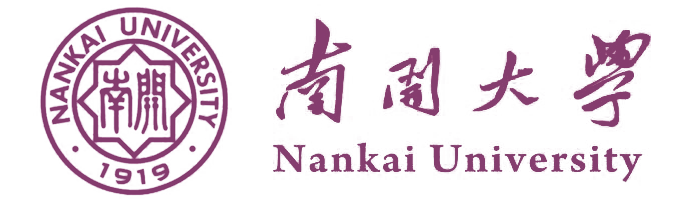 NANKAI UNIVERSITY
南開
· 1919 ·
南開大學
Nankai University